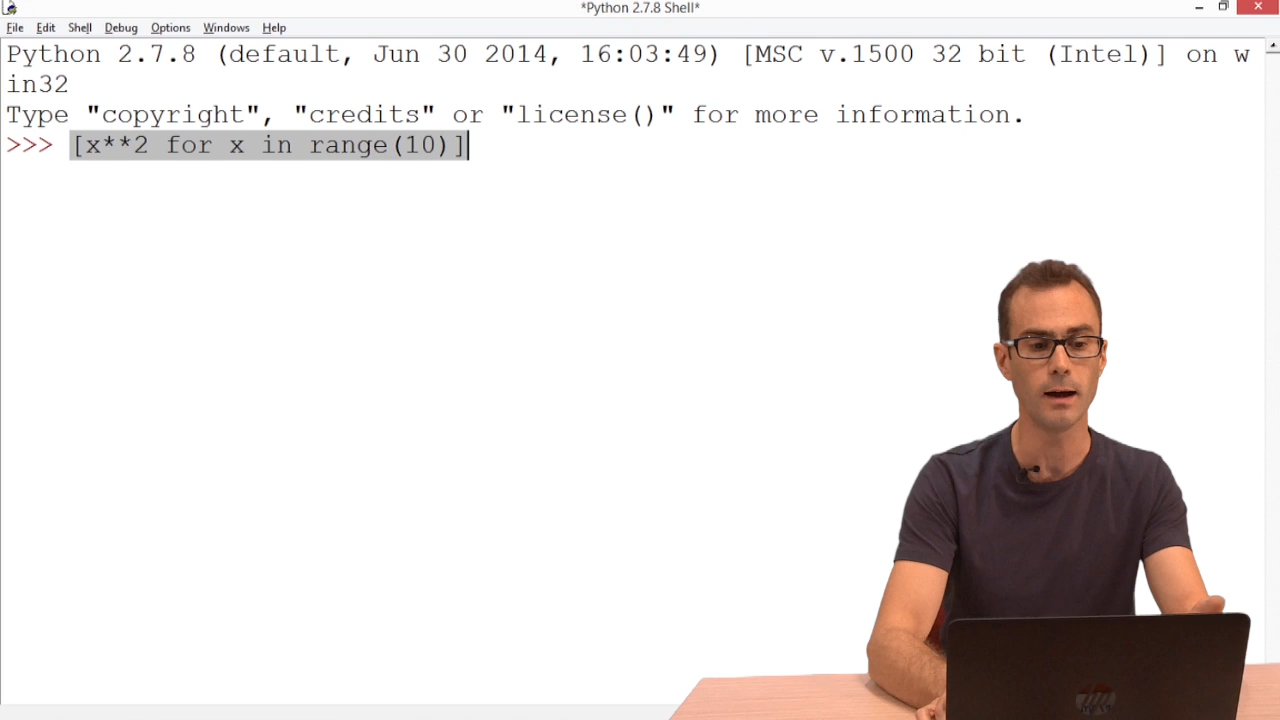 *Python 2.7.8 Shell*
File Edit Shell Debug Options Windows Help
Python 2.7.8 (default, Jun 30 2014, 16:03:49) [MSC v.1500 32 bit (Intel)] on w
in32
Type "copyright", "credits" or "license()" for more information.
>>> [x**2 for x in range(10)]
hp